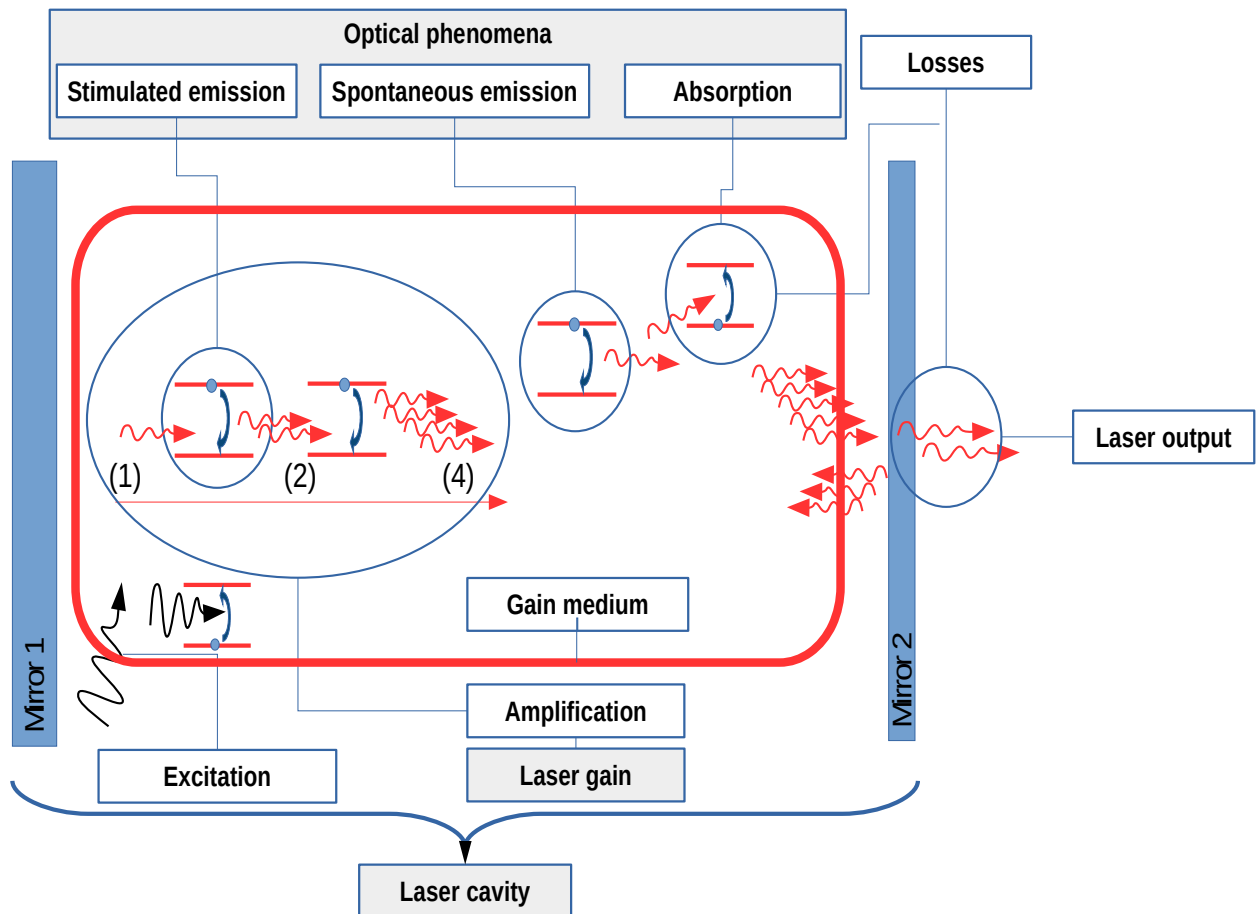 Optical phenomena
Losses
Stimulated emission
Spontaneous emission
Absorption
Laser output
(1)
(2)
(4)
Gain medium
Mirror 1
Mirror 2
Amplification
Excitation
Laser gain
Laser cavity